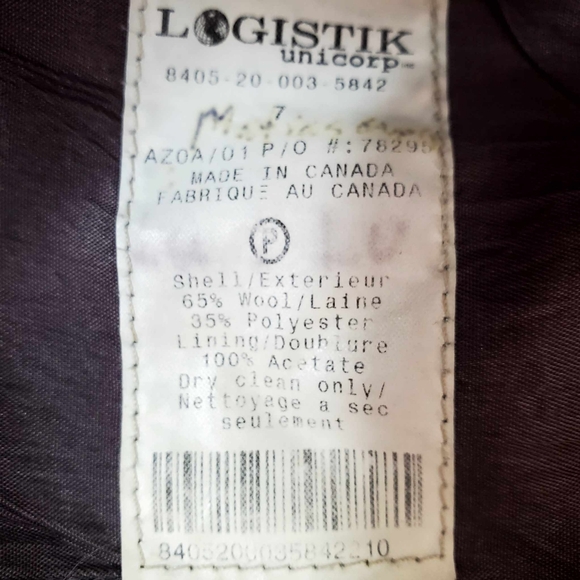 LOGISTIK
unicorp
8405-20-003-5842
7
AZOA/01 P/O #:78295
MADE IN CANADA
FABRIQUE AU CANADA
P
Shell/Exterieur
65% Wool/Laine
35% Polyester
Lining/Doublure
100% Acetate
Dry clean only/
Nettoyage a sec
seulement